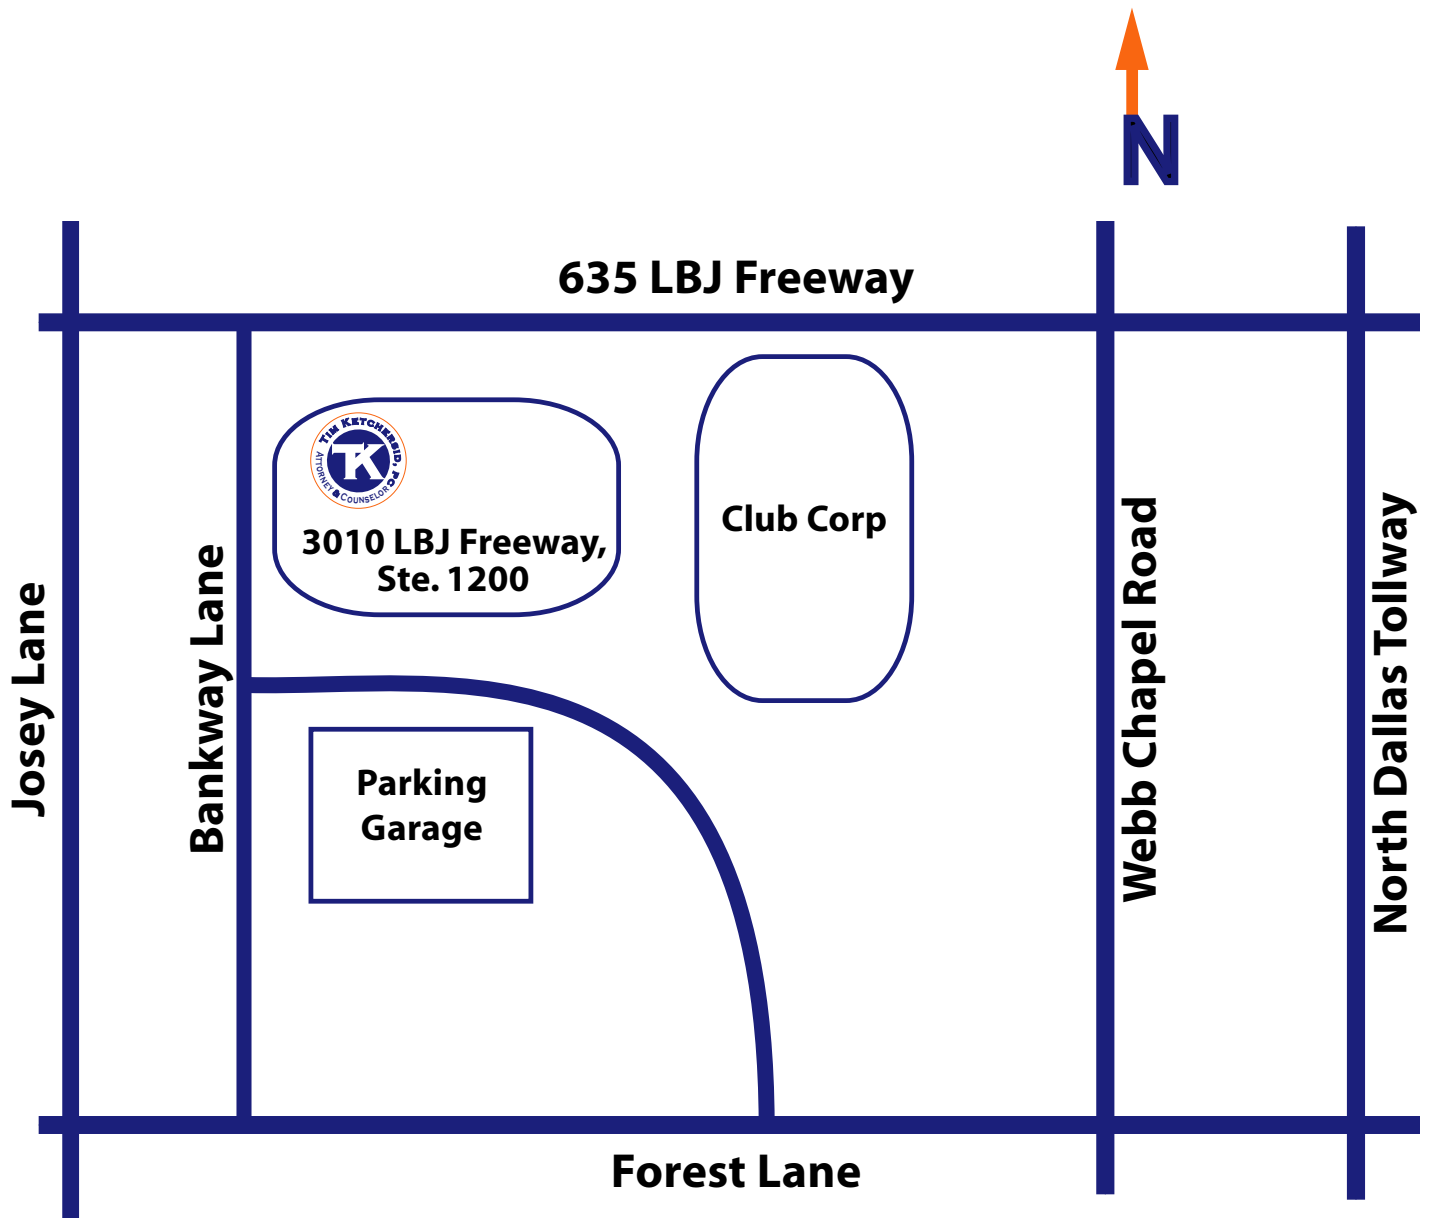 N
635 LBJ Freeway
TIM KETCHERSID, PC
TK
ATTORNEY & COUNSELOR
3010 LBJ Freeway,
Ste. 1200
Club Corp
Josey Lane
Bankway Lane
Webb Chapel Road
North Dallas Tollway
Parking
Garage
Forest Lane